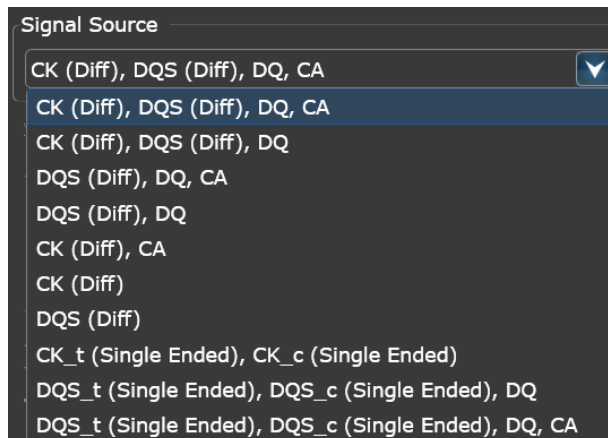 Signal Source
CK (Diff), DQS (Diff), DQ, CA
CK (Diff), DQS (Diff), DQ, CA
CK (Diff), DQS (Diff), DQ
DQS (Diff), DQ, CA
DQS (Diff), DQ
CK (Diff), CA
CK (Diff)
DQS (Diff)
CK_t (Single Ended), CK_c (Single Ended)
DQS_t (Single Ended), DQS_c (Single Ended), DQ
DQS_t (Single Ended), DQS_c (Single Ended), DQ, CA